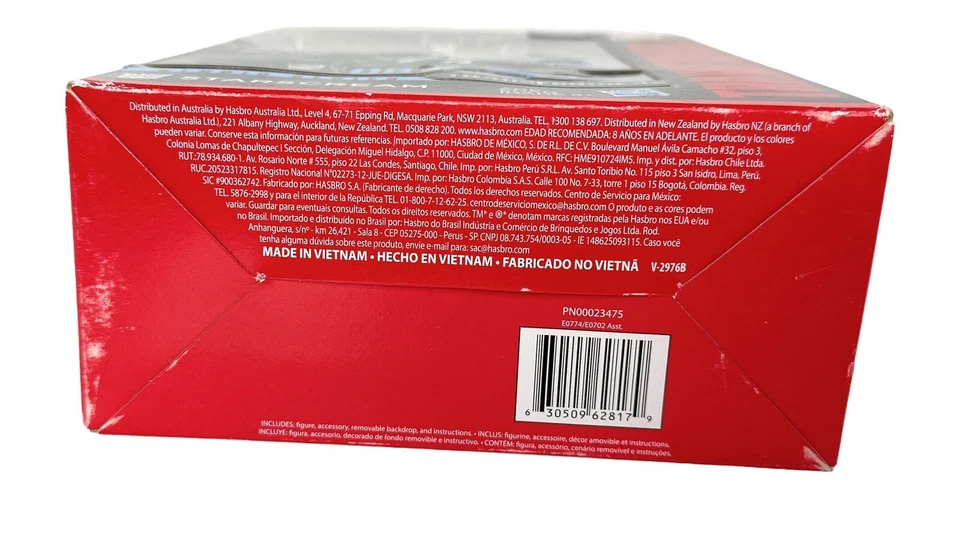 STARSCREAM
Distributed in Australia by Hasbro Australia Ltd., Level 4, 67-71 Epping Rd, Macquarie Park, NSW 2113, Australia. TEL, 1300 138 697. Distributed in New Zealand by Hasbro NZ (a branch of
Hasbro Australia Ltd.), 221 Albany Highway, Auckland, New Zealand. TEL. 0508 828 200. www.hasbro.com EDAD RECOMENDADA: 8 AÑOS EN ADELANTE. El producto y los colores
pueden variar. Conserve esta información para futuras referencias. Importado por: HASBRO DE MÉXICO, S. DE R.L. DE C.V. Boulevard Manuel Ávila Camacho #32, piso 3,
Colonia Lomas de Chapultepec I Sección, Delegación Miguel Hidalgo, C.P. 11000, Ciudad de México, México. RFC: HME910724IM5. Imp. y dist. por: Hasbro Chile Ltda.
RUT:78.934.680-1. Av. Rosario Norte # 555, piso 22 Las Condes, Santiago, Chile. Imp. por: Hasbro Perú S.R.L. Av. Santo Toribio No. 115 piso 3 San Isidro, Lima, Perú.
RUC.20523317815. Registro Nacional N°02273-12-JUE-DIGESA. Imp. por: Hasbro Colombia S.A.S. Calle 100 No. 7-33, torre 1 piso 15 Bogotá, Colombia. Reg.
SIC #900362742. Fabricado por: HASBRO S.A. (Fabricante de derecho). Todos los derechos reservados. Centro de Servicio para México:
TEL. 5876-2998 y para el interior de la República TEL. 01-800-7-12-62-25. centrodeserviciomexico@hasbro.com O produto e as cores podem
variar. Guardar para eventuais consultas. Todos os direitos reservados. TM* e ®* denotam marcas registradas pela Hasbro nos EUA e/ou
no Brasil. Importado e distribuído no Brasil por: Hasbro do Brasil Indústria e Comércio de Brinquedos e Jogos Ltda. Rod.
Anhanguera, s/nº - km 26,421 - Sala 8 - CEP 05275-000 - Perus - SP. CNPJ 08.743.754/0003-05 - IE 148625093115. Caso você
tenha alguma dúvida sobre este produto, envie e-mail para: sac@hasbro.com
MADE IN VIETNAM • HECHO EN VIETNAM • FABRICADO NO VIETNÃ V-2976B
PN00023475
E0774/E0702 Asst.
6 30509 62817 9
INCLUDES: figure, accessory, removable backdrop, and instructions. • INCLUS: figurine, accessoire, décor amovible et instructions.
INCLUYE: figura, accesorio, decorado de fondo removible e instructivo. • CONTÉM: figura, acessório, cenário removível e instruções.